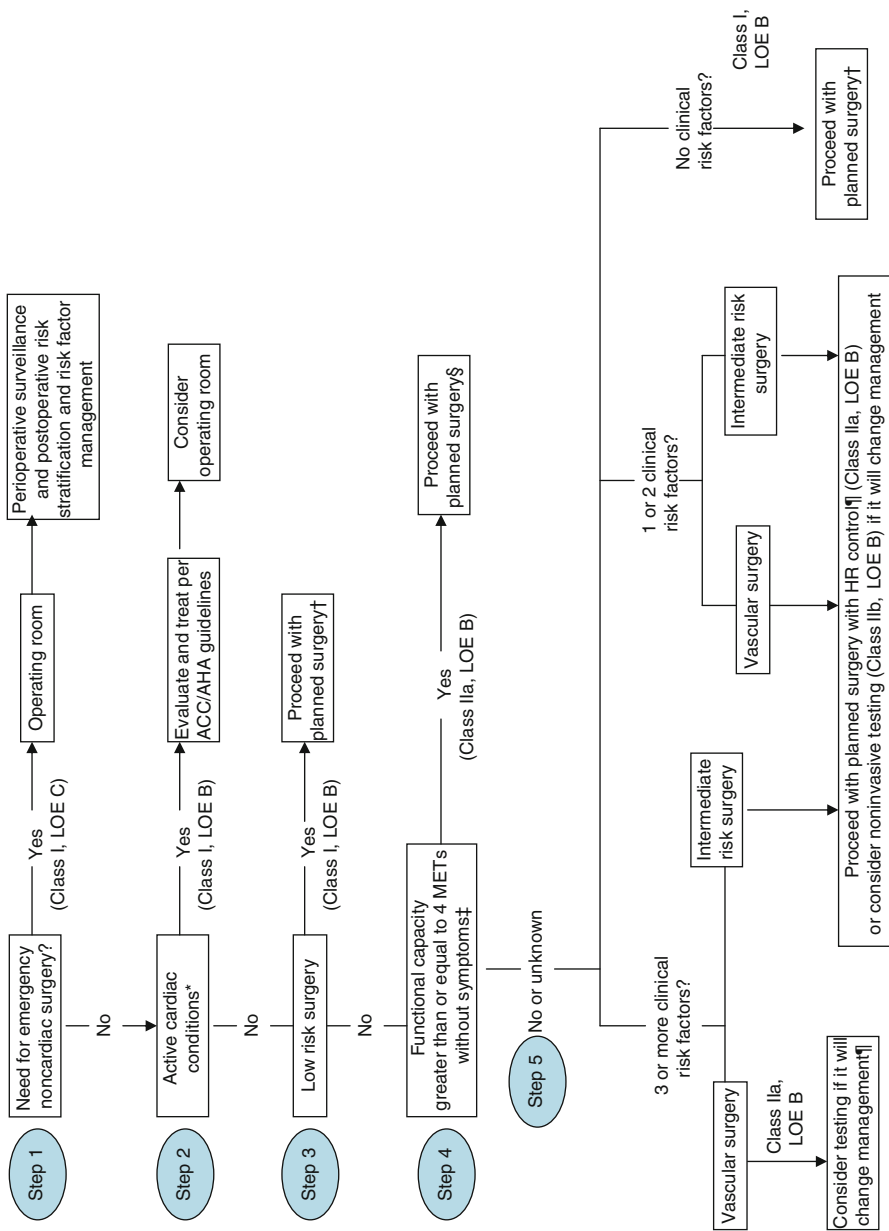 Step 1
Need for emergency
noncardiac surgery?
Yes
(Class I, LOE C)
Operating room
Perioperative surveillance
and postoperative risk
stratification and risk factor
management
No
Step 2
Active cardiac
conditions*
Yes
(Class I, LOE B)
Evaluate and treat per
ACC/AHA guidelines
Consider
operating room
No
Step 3
Low risk surgery
Yes
(Class I, LOE B)
Proceed with
planned surgery†
No
Step 4
Functional capacity
greater than or equal to 4 METs
without symptoms‡
Yes
(Class IIa, LOE B)
Proceed with
planned surgery§
Step 5
No or unknown
3 or more clinical
risk factors?
1 or 2 clinical
risk factors?
No clinical
risk factors?
Class I,
LOE B
Vascular surgery
Intermediate
risk surgery
Vascular surgery
Intermediate risk
surgery
Class IIa,
LOE B
Consider testing if it will
change management¶
Proceed with planned surgery with HR control¶ (Class IIa, LOE B)
or consider noninvasive testing (Class IIb, LOE B) if it will change management
Proceed with
planned surgery†